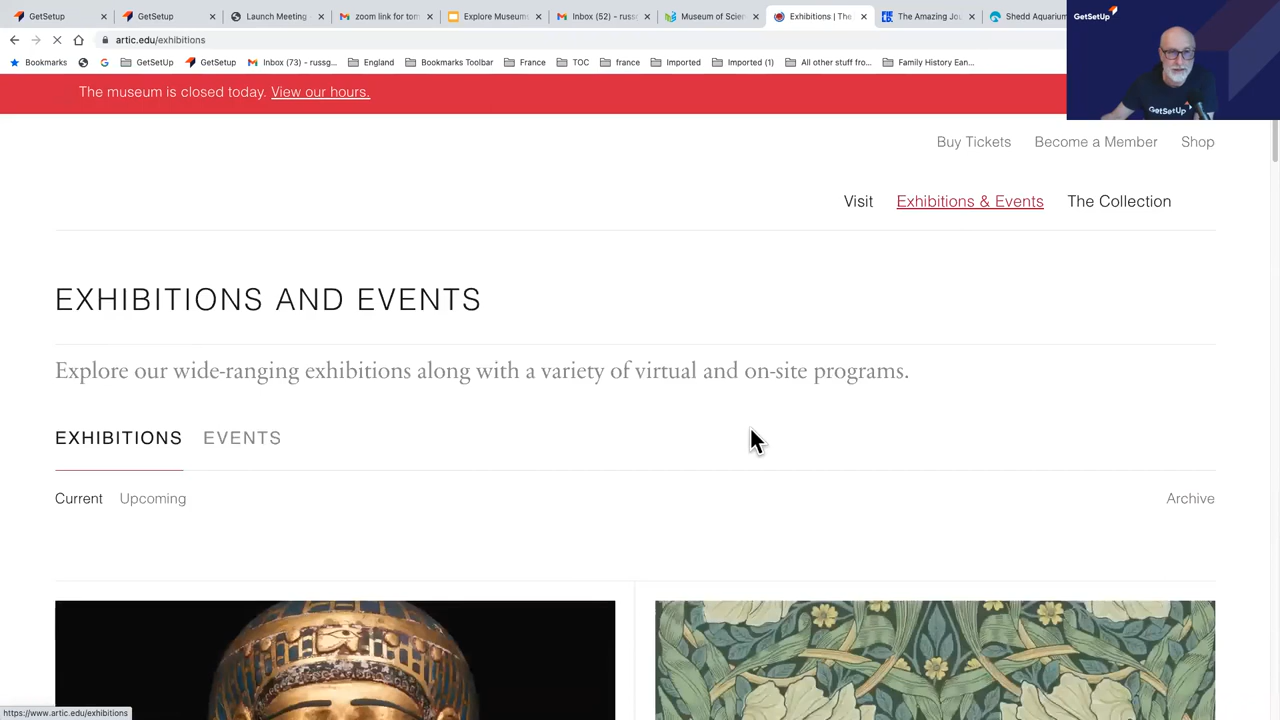 GetSetUp
GetSetUp
Launch Meeting
zoom link for tom
Explore Museum
Inbox (52) - russ
Museum of Scien
Exhibitions | The
The Amazing Jou
Shedd Aquarium
artic.edu/exhibitions
Bookmarks
GetSetUp
GetSetup
Inbox (73) - russg...
England
Bookmarks Toolbar
France
TOC
france
Imported
Imported (1)
All other stuff fro...
Family History Ean...
GetSetUp
GetSetUp
The museum is closed today. View our hours.
Buy Tickets
Become a Member
Shop
Visit
Exhibitions & Events
The Collection
EXHIBITIONS AND EVENTS
Explore our wide-ranging exhibitions along with a variety of virtual and on-site programs.
EXHIBITIONS
EVENTS
Current
Upcoming
Archive
https://www.artic.edu/exhibitions